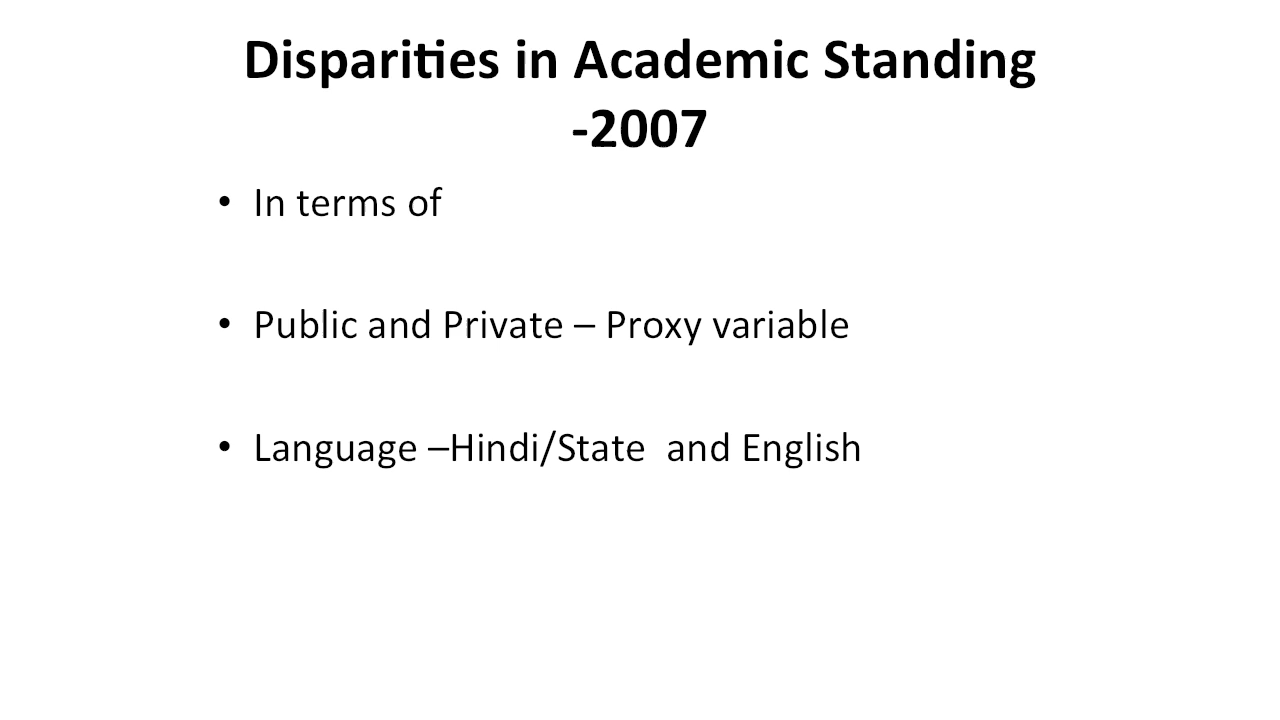 Disparities in Academic Standing
-2007
• In terms of
• Public and Private – Proxy variable
• Language –Hindi/State  and English